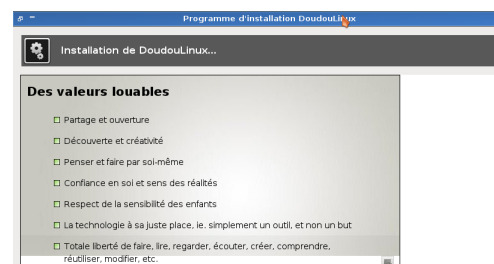 Programme d'installation DoudouLinux
Installation de DoudouLinux...
Des valeurs louables
Partage et ouverture
Découverte et créativité
Penser et faire par soi-même
Confiance en soi et sens des réalités
Respect de la sensibilité des enfants
La technologie à sa juste place, ie. simplement un outil, et non un but
Totale liberté de faire, lire, regarder, écouter, créer, comprendre,
réutiliser, modifier, etc.